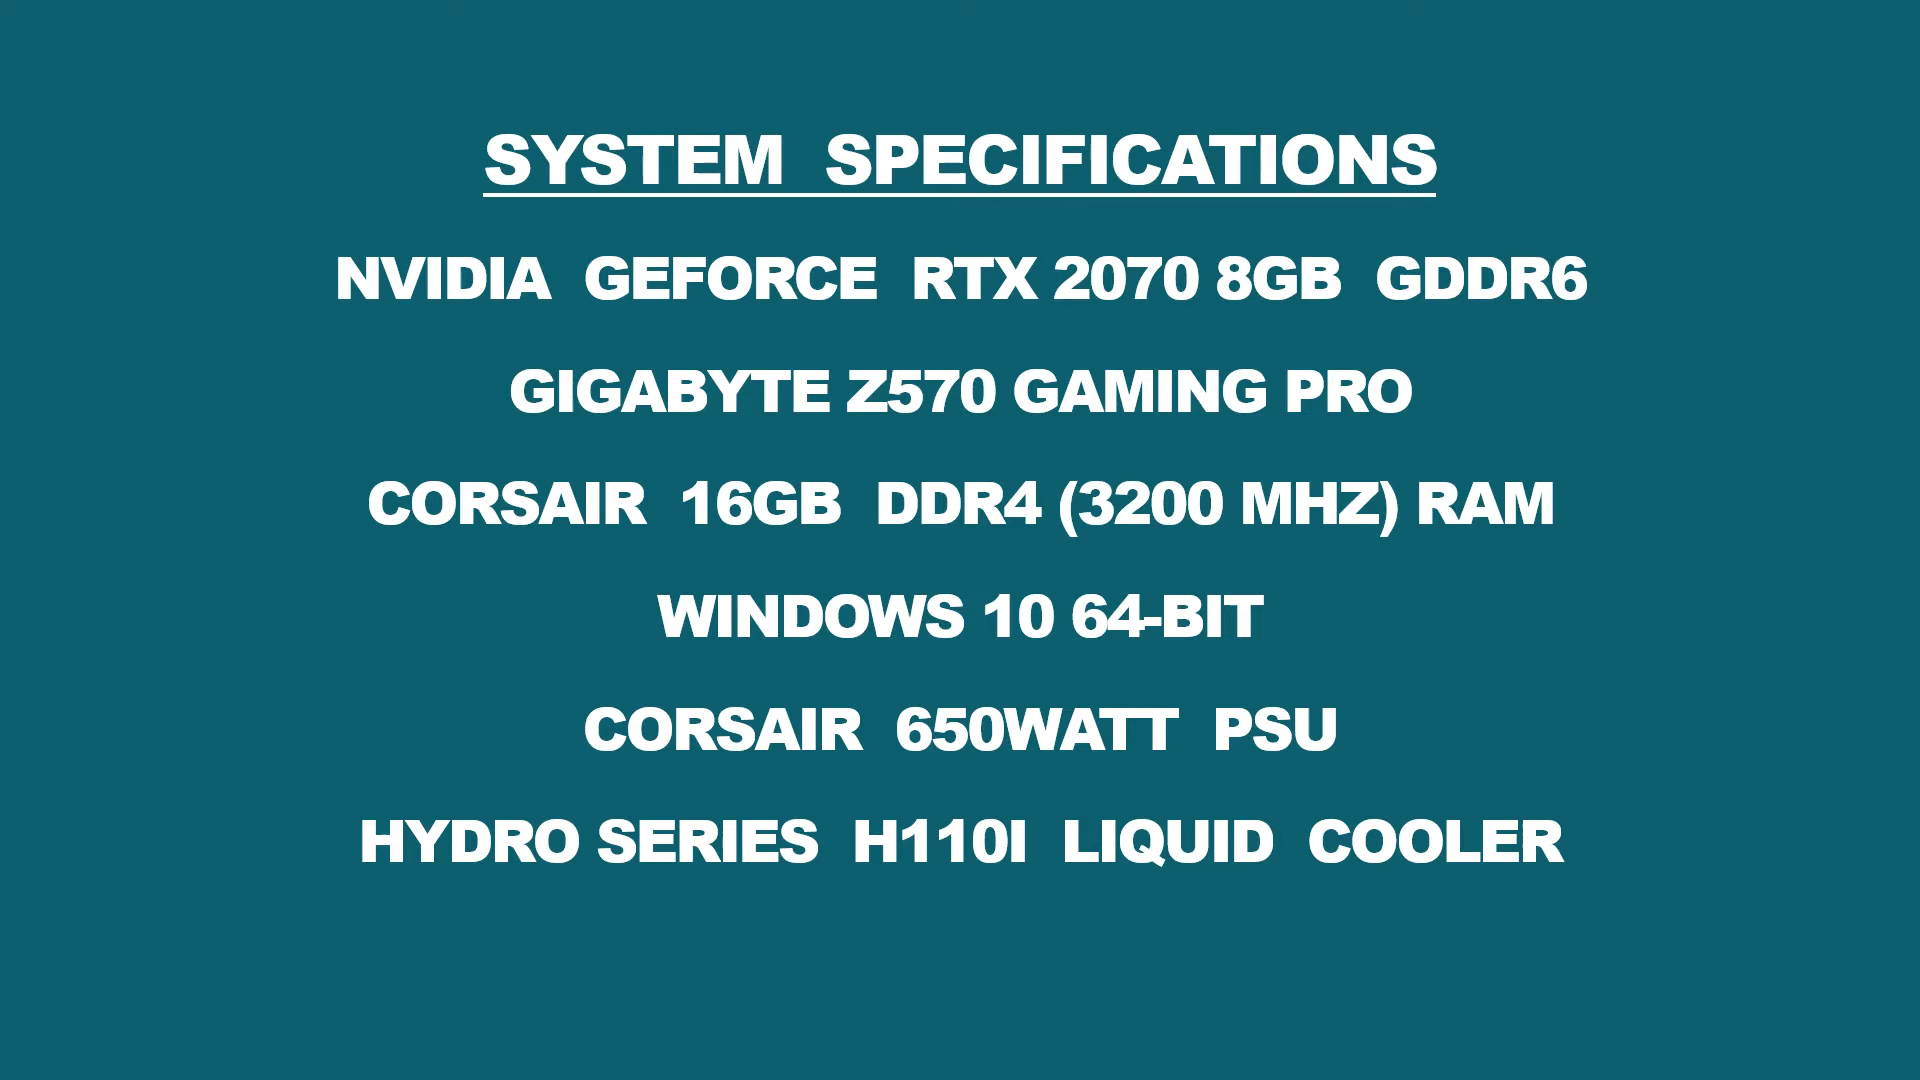 SYSTEM SPECIFICATIONS
NVIDIA GEFORCE RTX 2070 8GB GDDR6
GIGABYTE Z570 GAMING PRO
CORSAIR 16GB DDR4 (3200 MHZ) RAM
WINDOWS 10 64-BIT
CORSAIR 650WATT PSU
HYDRO SERIES H110I LIQUID COOLER